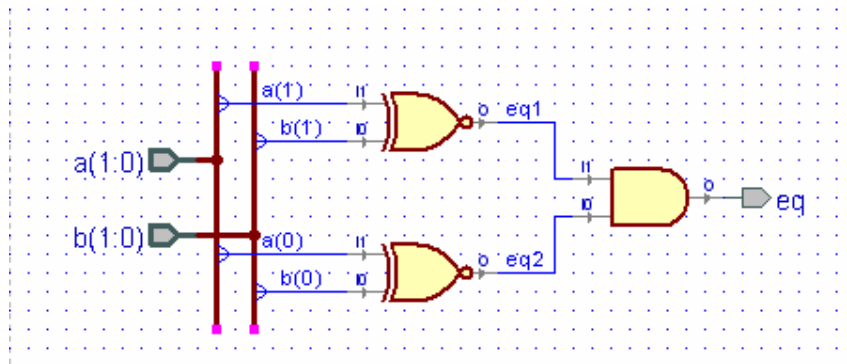 a(1) I1
b(1) I0 O eq1
a(1:0) I1
O eq
b(1:0) I0
a(0) I1
b(0) I0 O eq2